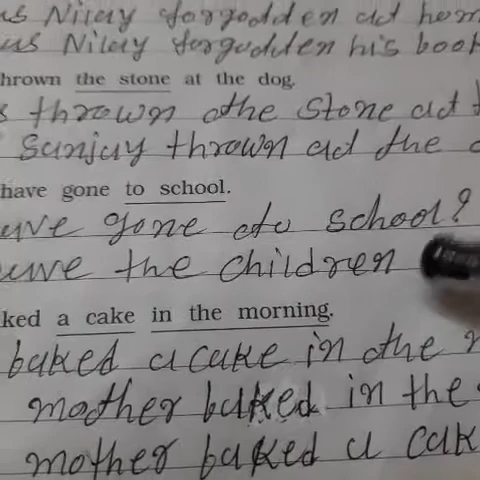 as Nilay forgodden at hom
as Nilay forgodden his book
thrown the stone at the dog.
s thrown the stone at t
Sanjay thrown at the d
have gone to school.
ave gone to school?
ave the children
ked a cake in the morning.
baked a cake in the m
mother baked in the
mother baked a cak